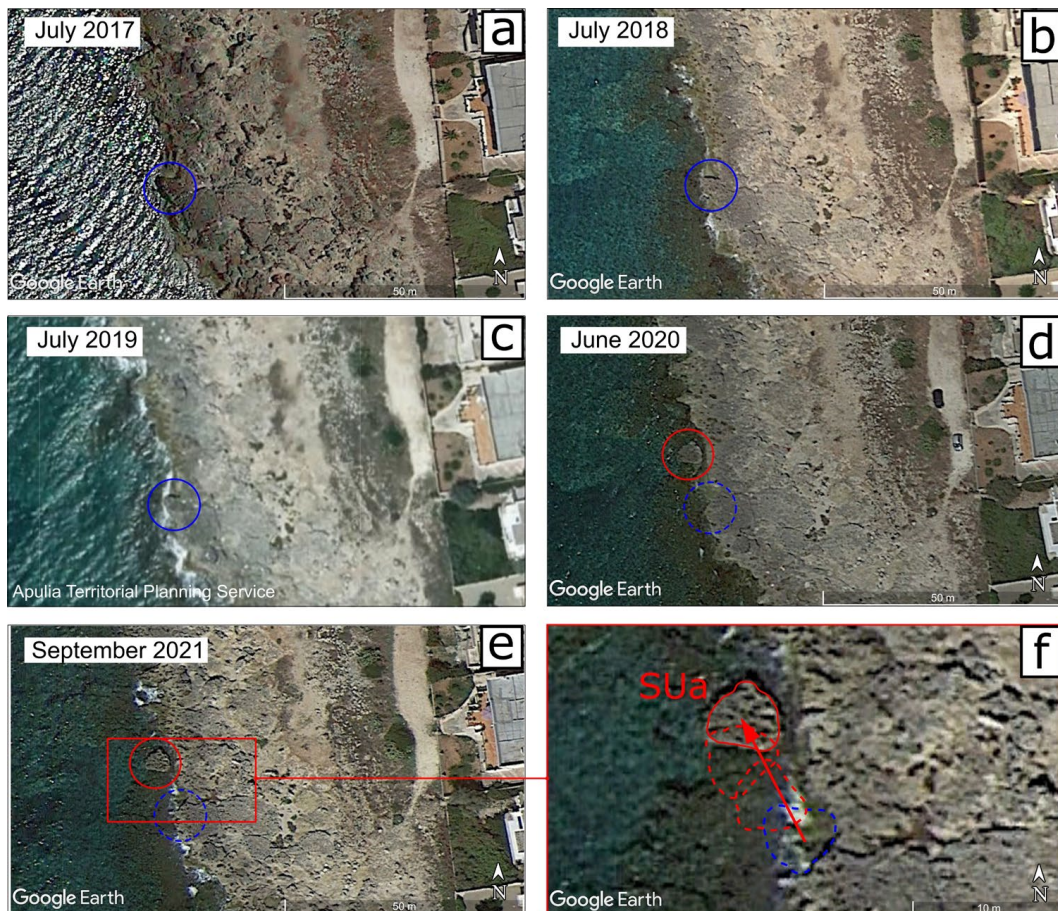 July 2017
a
Google Earth
50 m
N
July 2018
b
Google Earth
50 m
N
July 2019
c
Apulia Territorial Planning Service
June 2020
d
Google Earth
50 m
N
September 2021
e
Google Earth
50 m
N
f
SUa
Google Earth
10 m
N